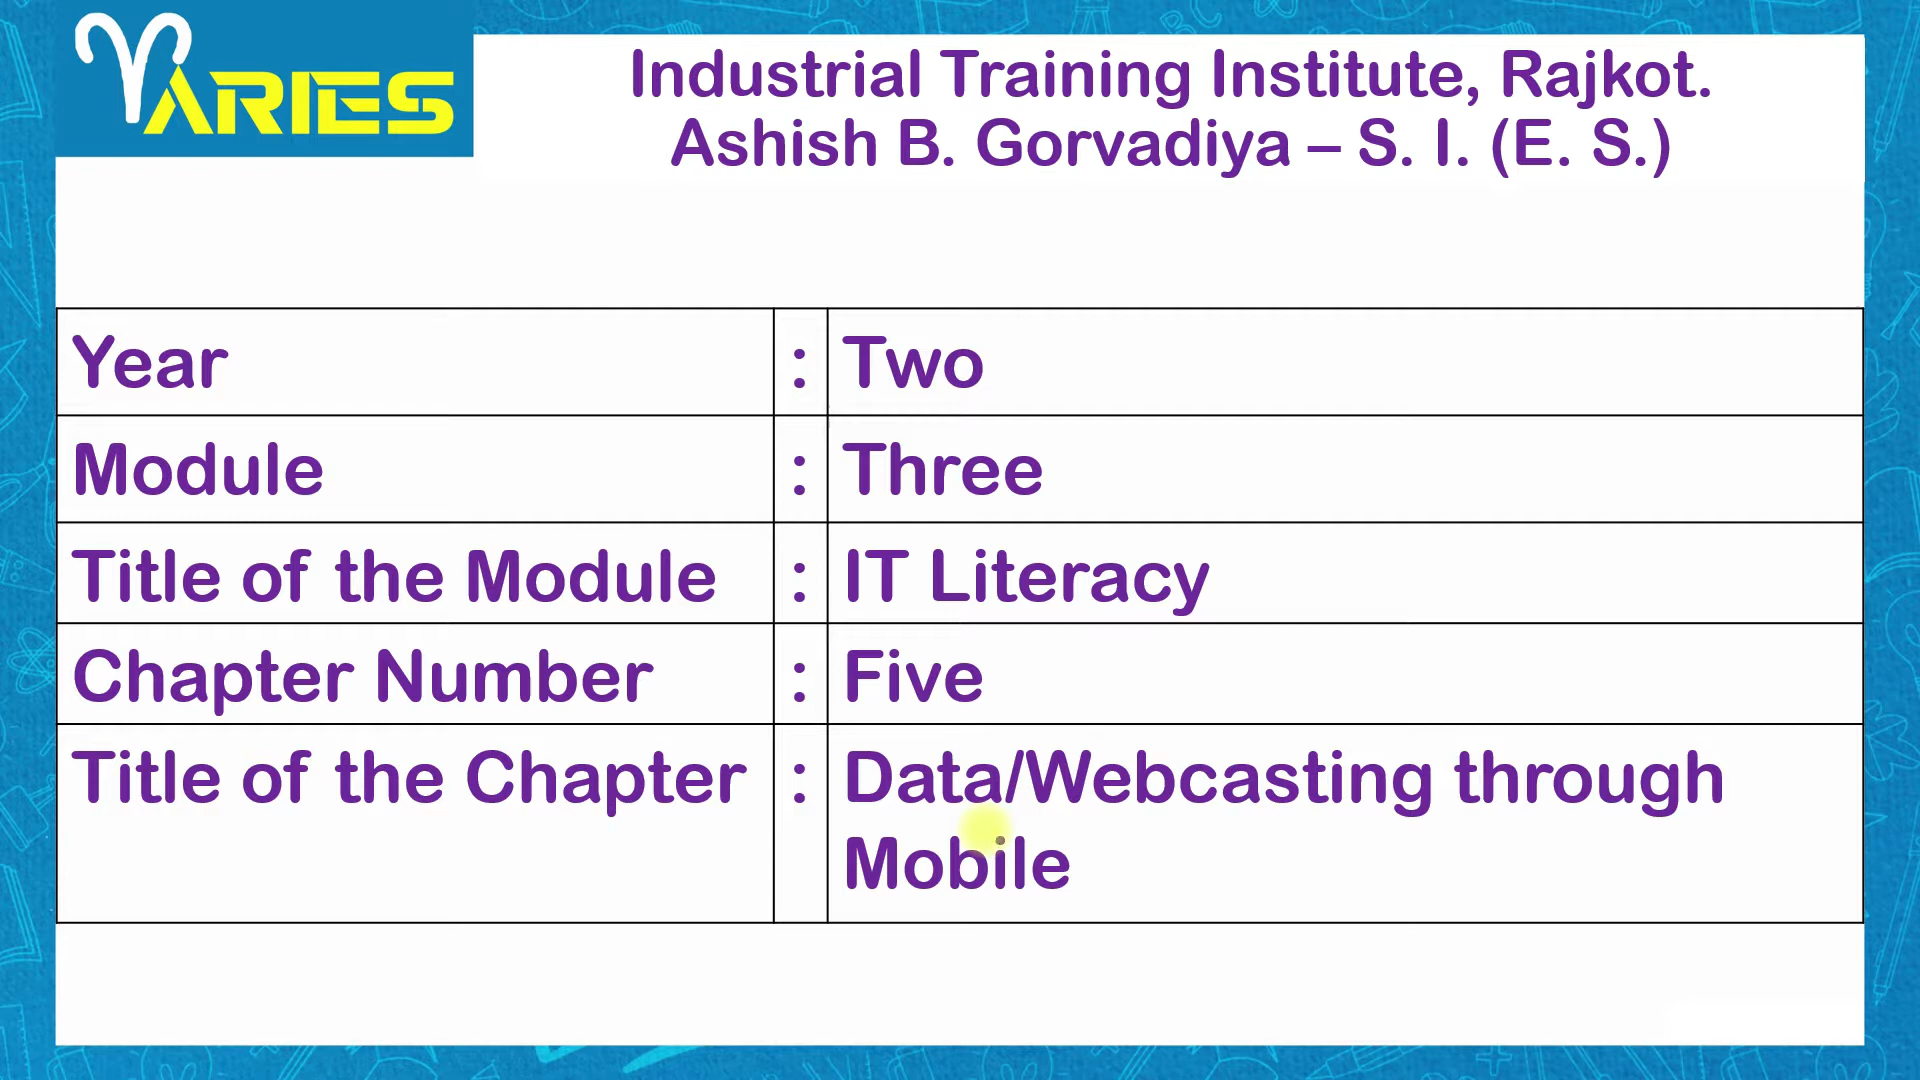 ARIES
Industrial Training Institute, Rajkot.
Ashish B. Gorvadiya – S. I. (E. S.)
Year : Two
Module : Three
Title of the Module : IT Literacy
Chapter Number : Five
Title of the Chapter : Data/Webcasting through
Mobile